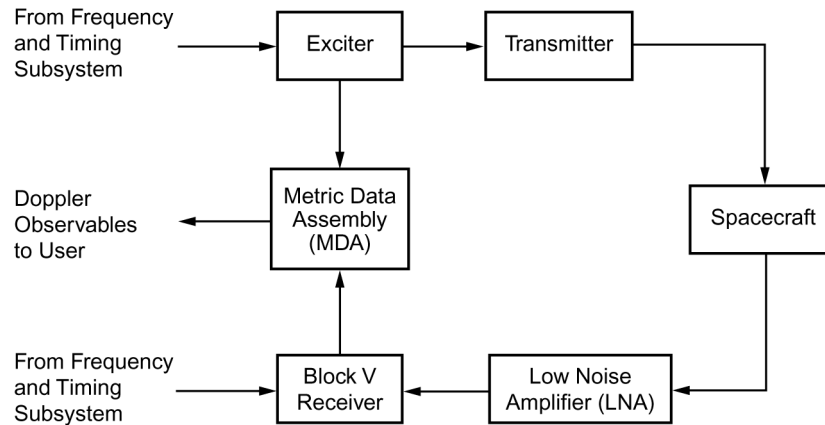 From Frequency
and Timing
Subsystem
Exciter
Transmitter
Doppler
Observables
to User
Metric Data
Assembly
(MDA)
Spacecraft
From Frequency
and Timing
Subsystem
Block V
Receiver
Low Noise
Amplifier (LNA)